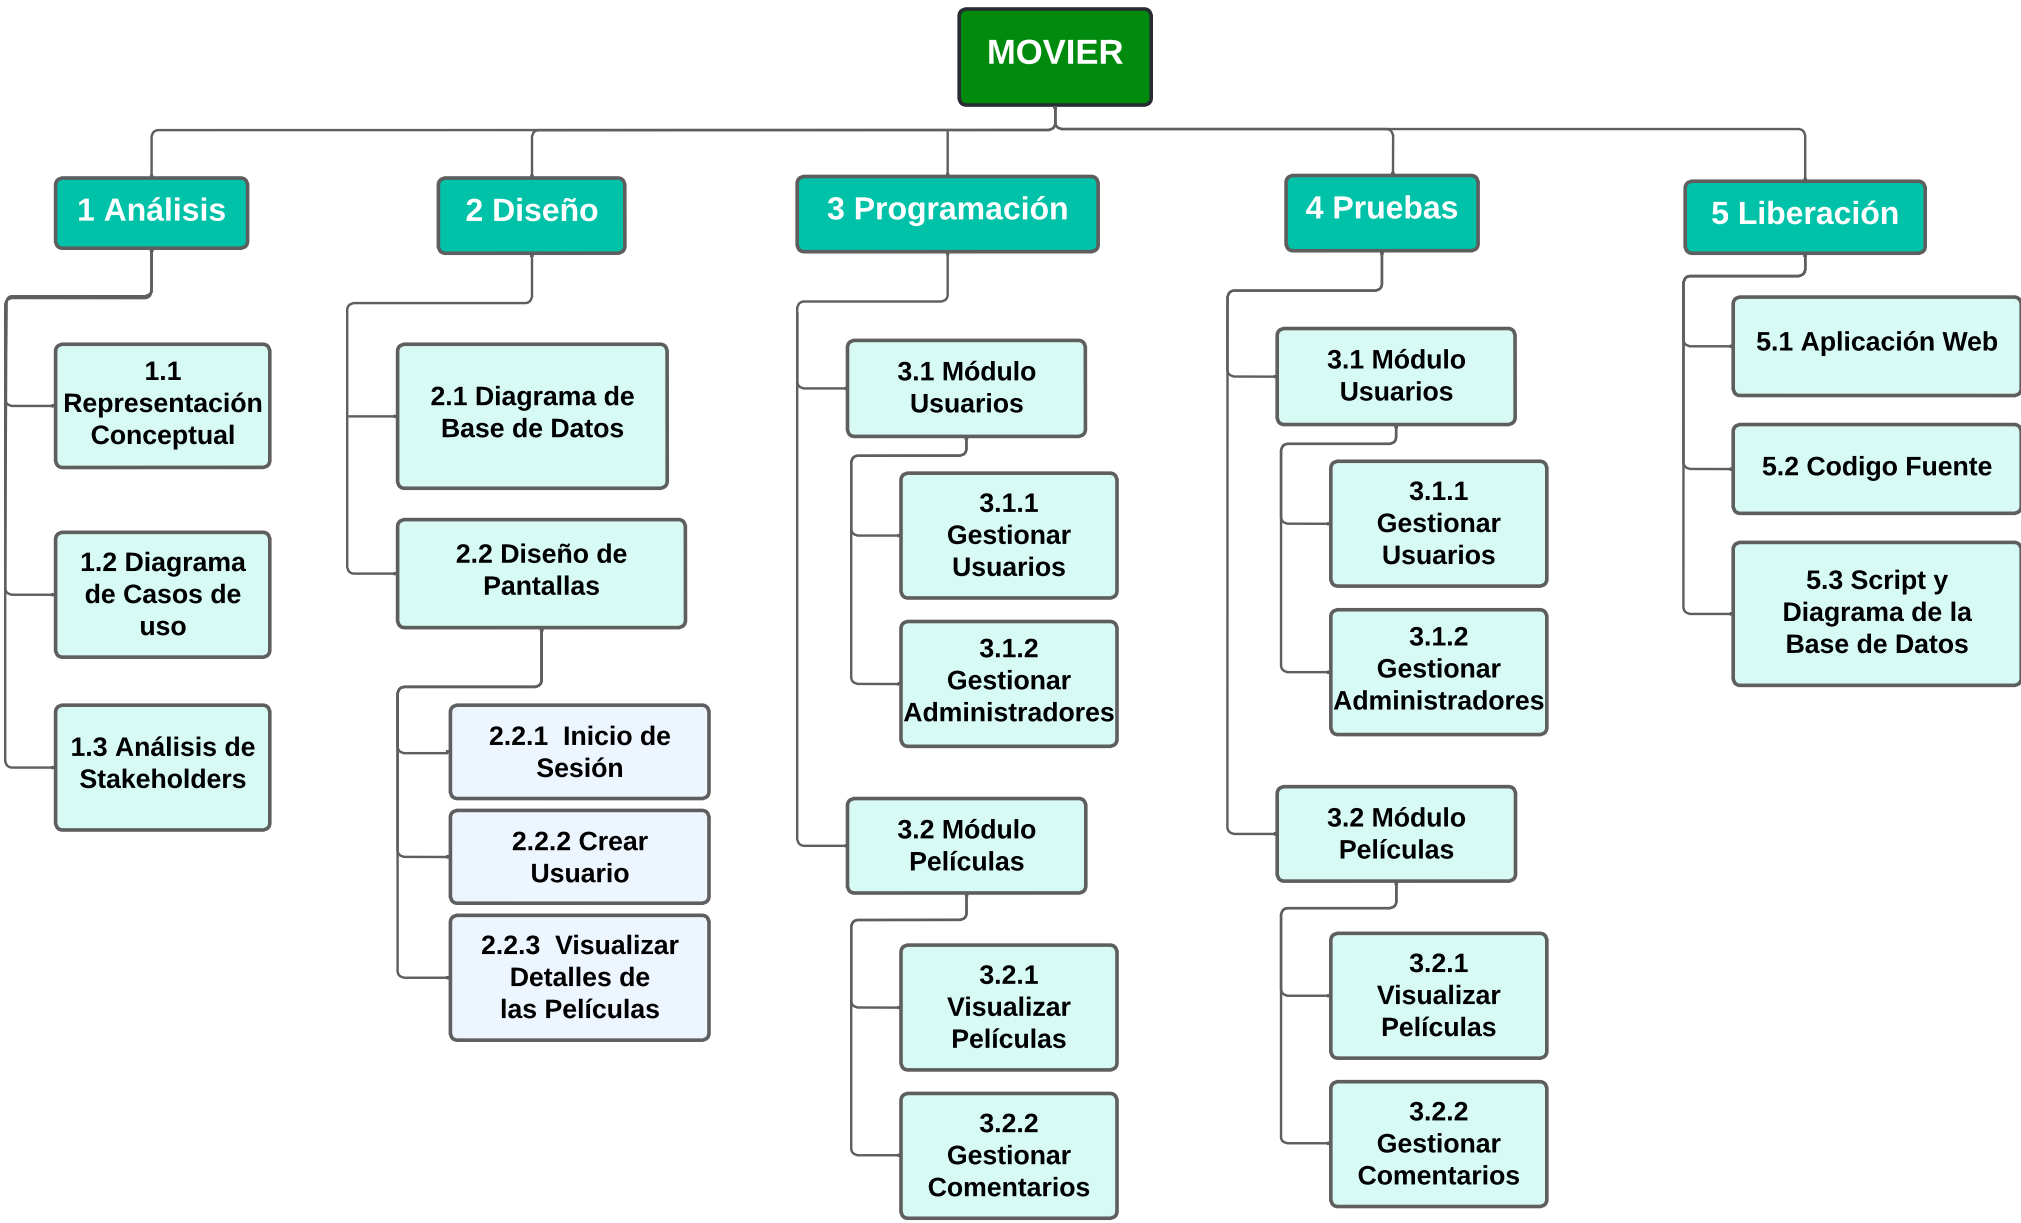 MOVIER
1 Análisis
1.1
Representación
Conceptual
1.2 Diagrama
de Casos de
uso
1.3 Análisis de
Stakeholders
2 Diseño
2.1 Diagrama de
Base de Datos
2.2 Diseño de
Pantallas
2.2.1  Inicio de
Sesión
2.2.2 Crear
Usuario
2.2.3  Visualizar
Detalles de
las Películas
3 Programación
3.1 Módulo
Usuarios
3.1.1
Gestionar
Usuarios
3.1.2
Gestionar
Administradores
3.2 Módulo
Películas
3.2.1
Visualizar
Películas
3.2.2
Gestionar
Comentarios
4 Pruebas
3.1 Módulo
Usuarios
3.1.1
Gestionar
Usuarios
3.1.2
Gestionar
Administradores
3.2 Módulo
Películas
3.2.1
Visualizar
Películas
3.2.2
Gestionar
Comentarios
5 Liberación
5.1 Aplicación Web
5.2 Codigo Fuente
5.3 Script y
Diagrama de la
Base de Datos